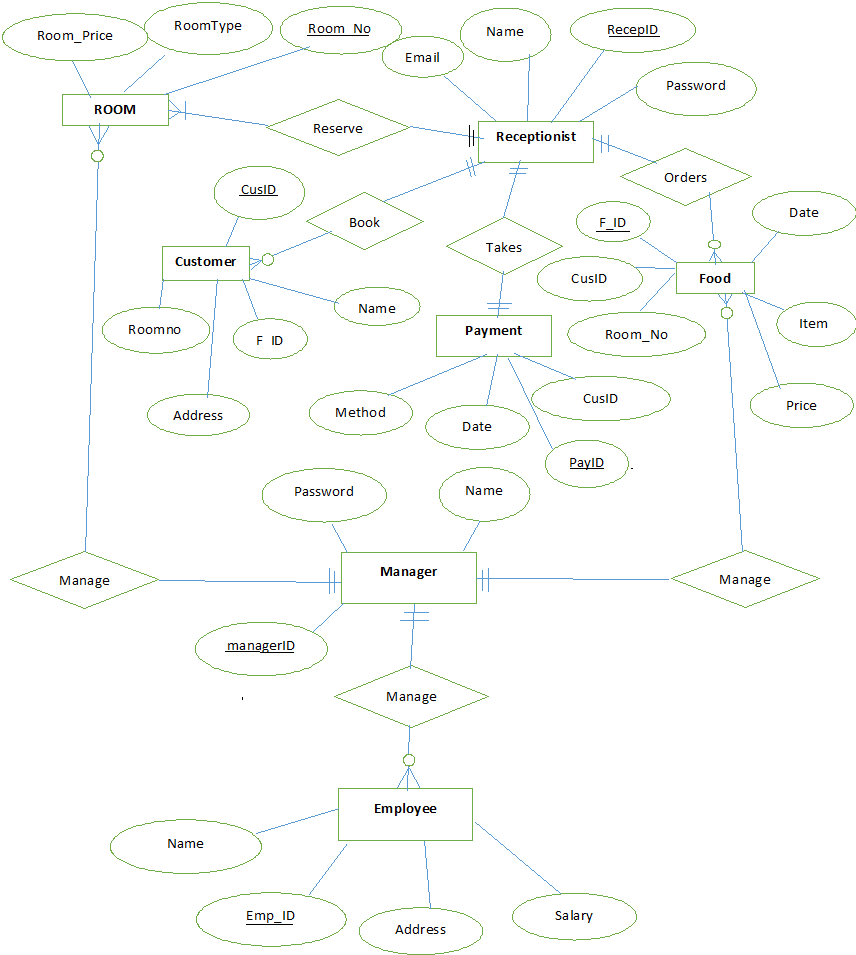 Room_Price
RoomType
Room_No
Email
Name
RecepID
Password
ROOM
Reserve
Receptionist
Orders
CusID
Book
Takes
F_ID
Date
Customer
CusID
Food
Roomno
F_ID
Name
Payment
Room_No
Item
Address
Method
Date
CusID
Price
PayID
.
Password
Name
Manage
Manager
Manage
managerID
Manage
Employee
Name
Emp_ID
Address
Salary